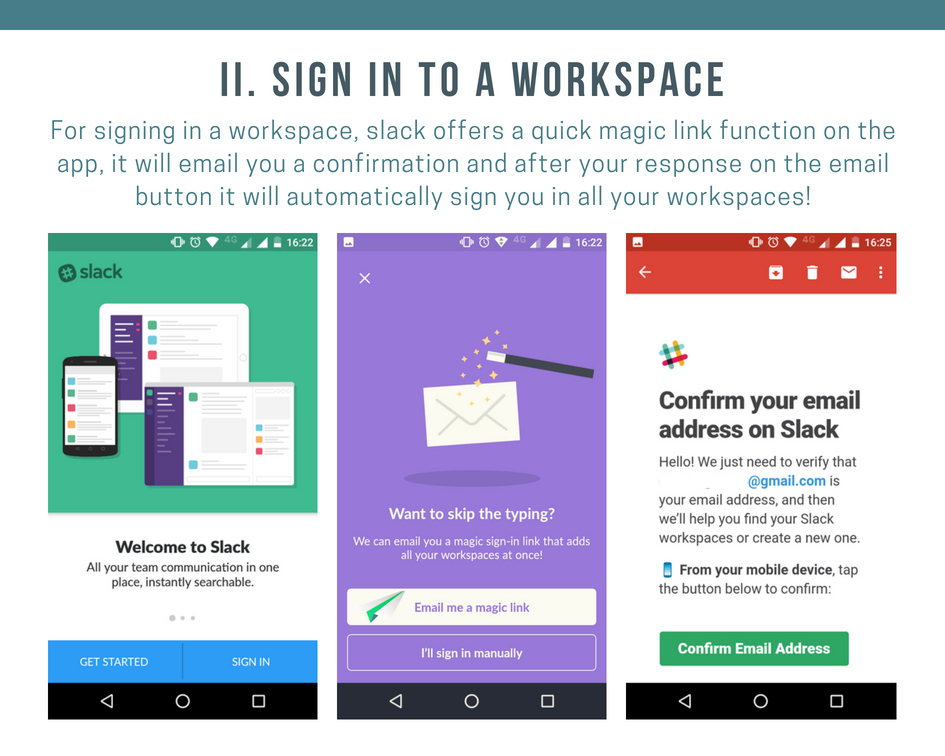 II. SIGN IN TO A WORKSPACE
For signing in a workspace, slack offers a quick magic link function on the
app, it will email you a confirmation and after your response on the email
button it will automatically sign you in all your workspaces!
4G 16:22
slack
Welcome to Slack
All your team communication in one
place, instantly searchable.
GET STARTED SIGN IN
4G 16:22
Want to skip the typing?
We can email you a magic sign-in link that adds
all your workspaces at once!
Email me a magic link
I'll sign in manually
4G 16:25
Confirm your email
address on Slack
Hello! We just need to verify that
@gmail.com is
your email address, and then
we'll help you find your Slack
workspaces or create a new one.
From your mobile device, tap
the button below to confirm:
Confirm Email Address